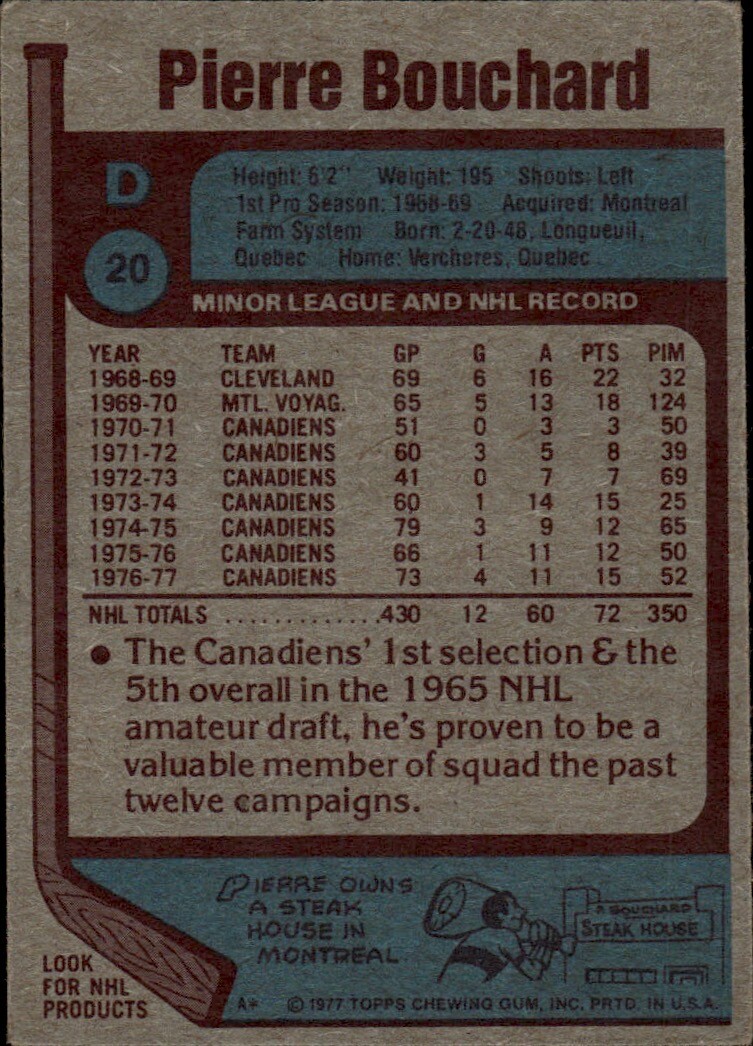 Pierre Bouchard
D
20
Height: 6'2" Weight: 195 Shoots: Left
1st Pro Season: 1968-69 Acquired: Montreal
Farm System Born: 2-20-48, Longueuil,
Quebec Home: Vercheres, Quebec
MINOR LEAGUE AND NHL RECORD
YEAR TEAM GP G A PTS PIM
1968-69 CLEVELAND 69 6 16 22 32
1969-70 MTL. VOYAG. 65 5 13 18 124
1970-71 CANADIENS 51 0 3 3 50
1971-72 CANADIENS 60 3 5 8 39
1972-73 CANADIENS 41 0 7 7 69
1973-74 CANADIENS 60 1 14 15 25
1974-75 CANADIENS 79 3 9 12 65
1975-76 CANADIENS 66 1 11 12 50
1976-77 CANADIENS 73 4 11 15 52
NHL TOTALS .............430 12 60 72 350
● The Canadiens' 1st selection & the
5th overall in the 1965 NHL
amateur draft, he's proven to be a
valuable member of squad the past
twelve campaigns.
PIERRE OWNS
A STEAK
HOUSE IN
MONTREAL.
P BOUCHARD
STEAK HOUSE
LOOK
FOR NHL
PRODUCTS
A* © 1977 TOPPS CHEWING GUM, INC. PRTD. IN U.S.A.